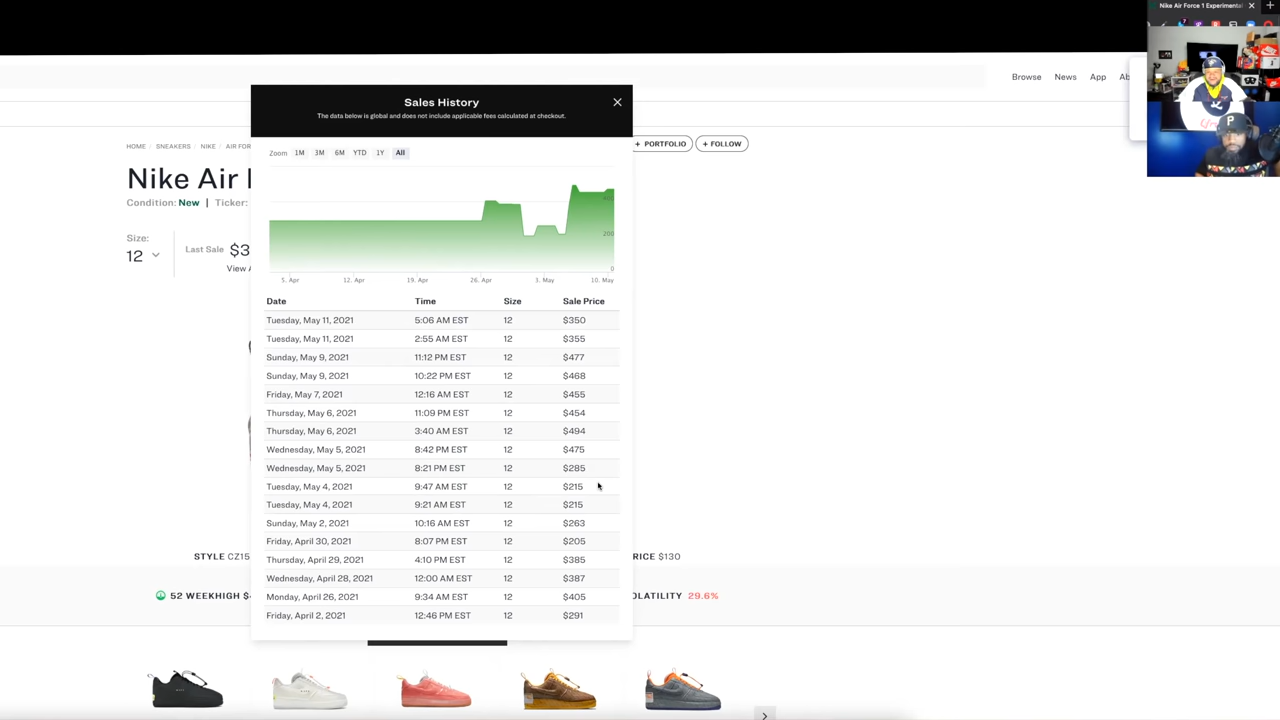 Nike Air Force 1 Experimental
Browse News App Ab
Sales History
The data below is global and does not include applicable fees calculated at checkout.
HOME — SNEAKERS — NIKE — AIR FOR
+ PORTFOLIO
+ FOLLOW
Zoom 1M 3M 6M YTD 1Y All
Nike Air
Condition: New | Ticker:
Size:
12
Last Sale $3
View A
200
0
5. Apr 12. Apr 19. Apr 26. Apr 3. May 10. May
Date Time Size Sale Price
Tuesday, May 11, 2021 5:06 AM EST 12 $350
Tuesday, May 11, 2021 2:55 AM EST 12 $355
Sunday, May 9, 2021 11:12 PM EST 12 $477
Sunday, May 9, 2021 10:22 PM EST 12 $468
Friday, May 7, 2021 12:16 AM EST 12 $455
Thursday, May 6, 2021 11:09 PM EST 12 $454
Thursday, May 6, 2021 3:40 AM EST 12 $494
Wednesday, May 5, 2021 8:42 PM EST 12 $475
Wednesday, May 5, 2021 8:21 PM EST 12 $285
Tuesday, May 4, 2021 9:47 AM EST 12 $215
Tuesday, May 4, 2021 9:21 AM EST 12 $215
Sunday, May 2, 2021 10:16 AM EST 12 $263
Friday, April 30, 2021 8:07 PM EST 12 $205
Thursday, April 29, 2021 4:10 PM EST 12 $385
Wednesday, April 28, 2021 12:00 AM EST 12 $387
Monday, April 26, 2021 9:34 AM EST 12 $405
Friday, April 2, 2021 12:46 PM EST 12 $291
STYLE CZ15
RICE $130
52 WEEKHIGH $4
OLATILITY 29.6%